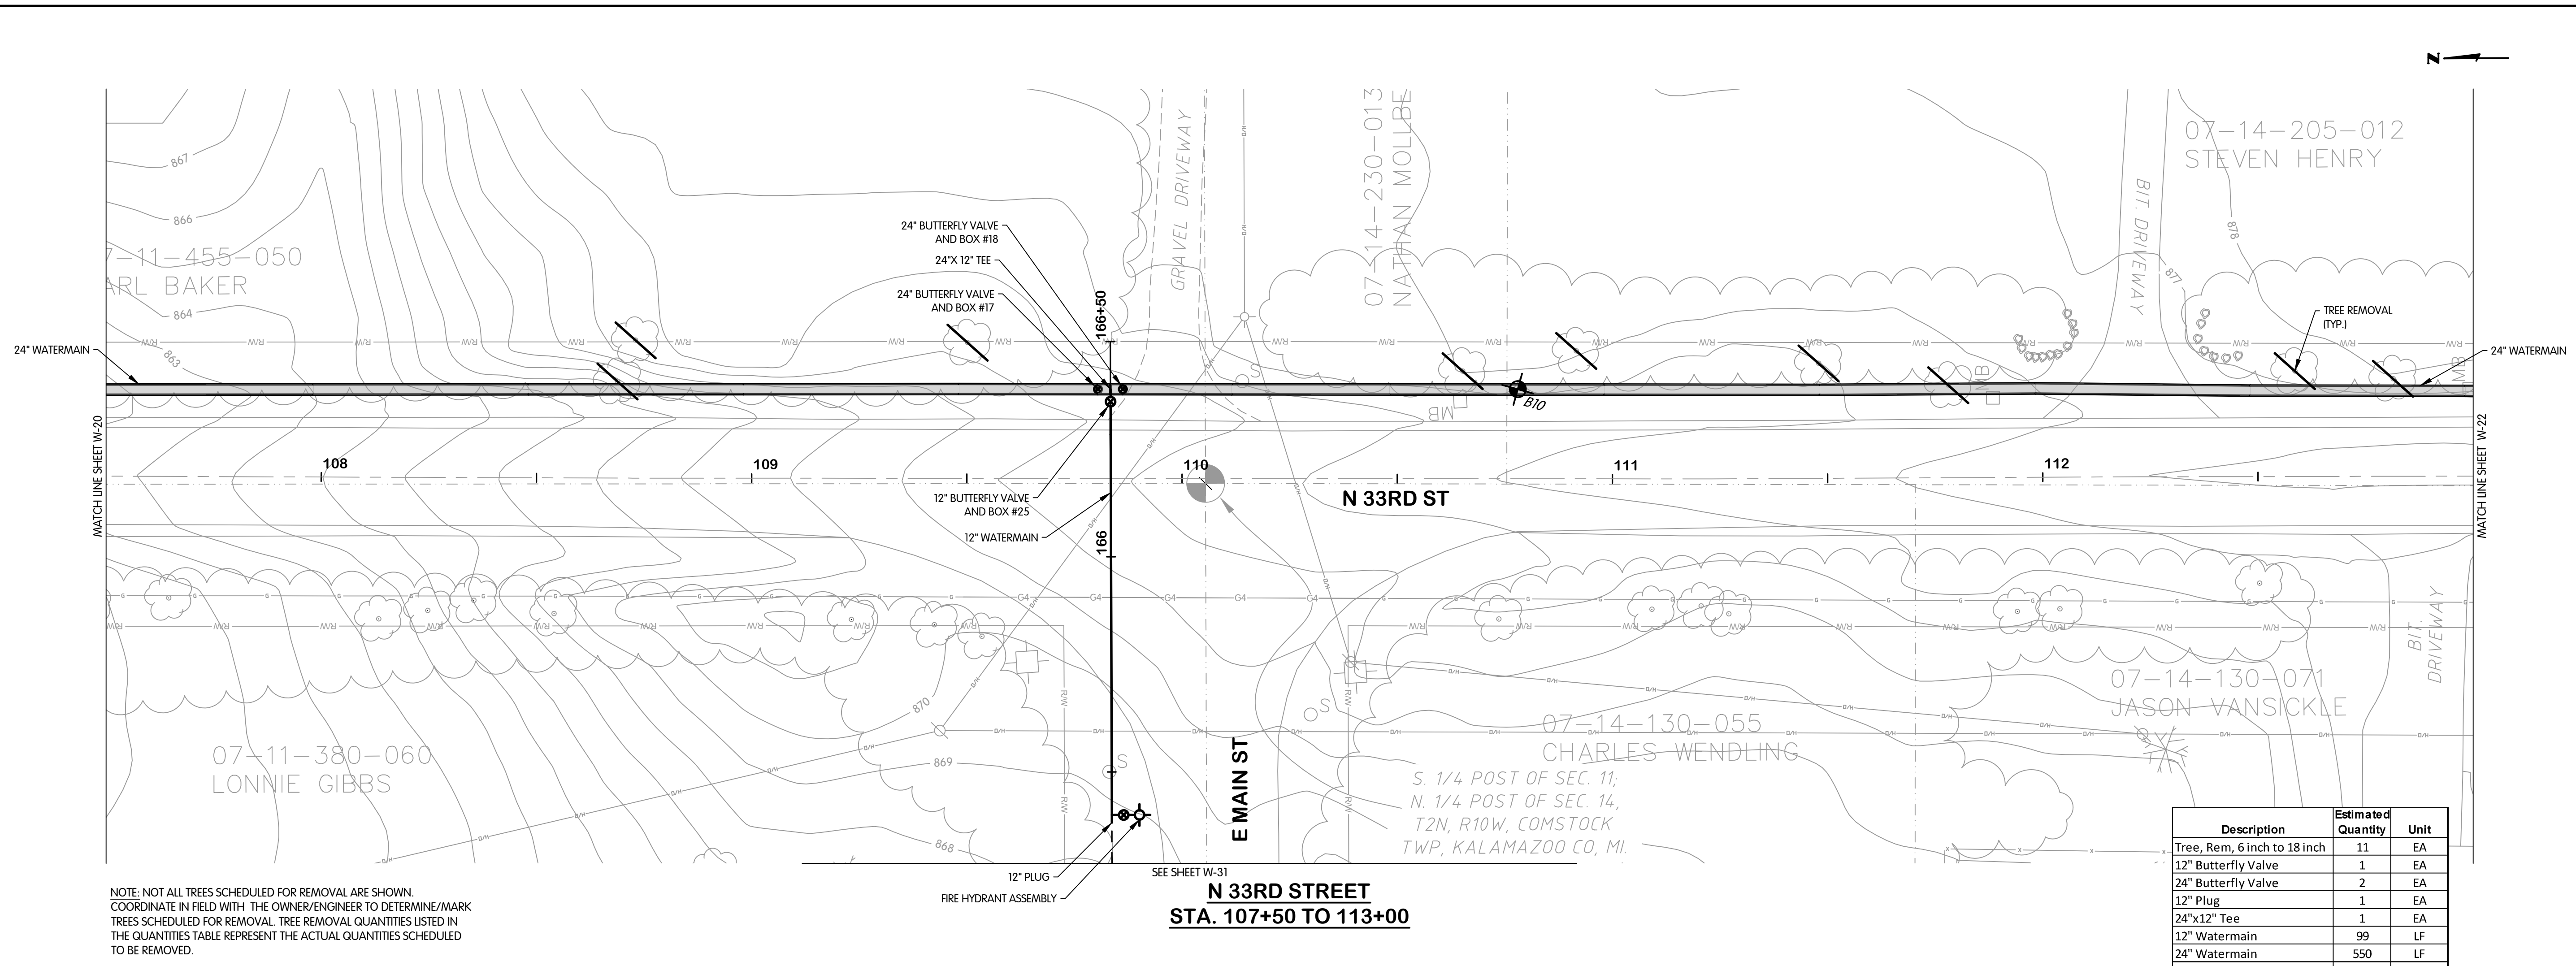 N
867
866
864
863
7-11-455-050
ARL BAKER
24" WATERMAIN
MATCH LINE SHEET W-20
24" BUTTERFLY VALVE
AND BOX #18
24"X 12" TEE
24" BUTTERFLY VALVE
AND BOX #17
166+50
GRAVEL DRIVEWAY
07-14-230-013
NATHAN MOLLBE
BIT. DRIVEWAY
07-14-205-012
STEVEN HENRY
878
877
TREE REMOVAL
(TYP.)
24" WATERMAIN
MATCH LINE SHEET W-22
R/W
S
MB
B10
MB
108
109
110
111
112
N 33RD ST
12" BUTTERFLY VALVE
AND BOX #25
12" WATERMAIN
166
G
G4
R/W
O/H
870
869
868
S
S
07-11-380-060
LONNIE GIBBS
E MAIN ST
07-14-130-055
CHARLES WENDLING
S. 1/4 POST OF SEC. 11;
N. 1/4 POST OF SEC. 14,
T2N, R10W, COMSTOCK
TWP, KALAMAZOO CO, MI.
07-14-130-071
JASON VANSICKLE
BIT.
DRIVEWAY
12" PLUG
FIRE HYDRANT ASSEMBLY
SEE SHEET W-31
N 33RD STREET
STA. 107+50 TO 113+00
NOTE: NOT ALL TREES SCHEDULED FOR REMOVAL ARE SHOWN.
COORDINATE IN FIELD WITH THE OWNER/ENGINEER TO DETERMINE/MARK
TREES SCHEDULED FOR REMOVAL. TREE REMOVAL QUANTITIES LISTED IN
THE QUANTITIES TABLE REPRESENT THE ACTUAL QUANTITIES SCHEDULED
TO BE REMOVED.
Description Estimated Quantity Unit
Tree, Rem, 6 inch to 18 inch 11 EA
12" Butterfly Valve 1 EA
24" Butterfly Valve 2 EA
12" Plug 1 EA
24"x12" Tee 1 EA
12" Watermain 99 LF
24" Watermain 550 LF